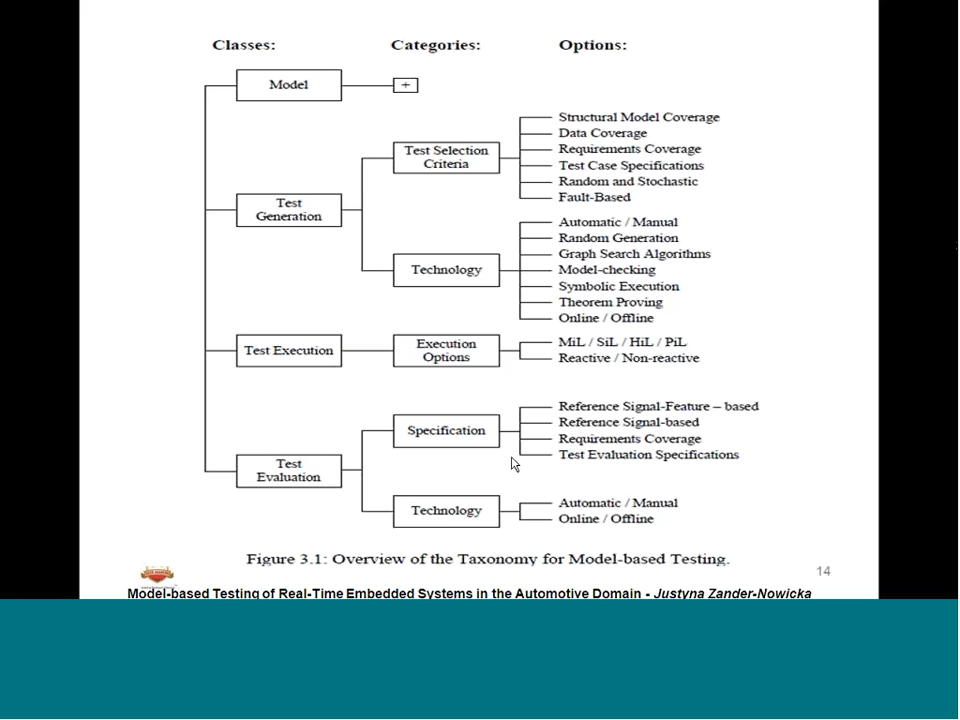 Classes: Categories: Options:
Model
+
Test Selection
Criteria
Structural Model Coverage
Data Coverage
Requirements Coverage
Test Case Specifications
Random and Stochastic
Fault-Based
Test
Generation
Technology
Automatic / Manual
Random Generation
Graph Search Algorithms
Model-checking
Symbolic Execution
Theorem Proving
Online / Offline
Test Execution
Execution
Options
MiL / SiL / HiL / PiL
Reactive / Non-reactive
Test
Evaluation
Specification
Reference Signal-Feature – based
Reference Signal-based
Requirements Coverage
Test Evaluation Specifications
Technology
Automatic / Manual
Online / Offline
Figure 3.1: Overview of the Taxonomy for Model-based Testing.
14
Model-based Testing of Real-Time Embedded Systems in the Automotive Domain - Justyna Zander-Nowicka